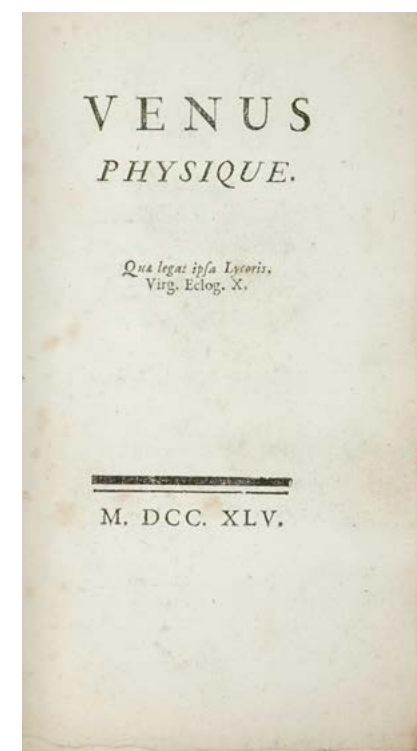 VENUS
PHYSIQUE.
Quæ legat ipſa Lycoris.
Virg. Eclog. X.
M. DCC. XLV.